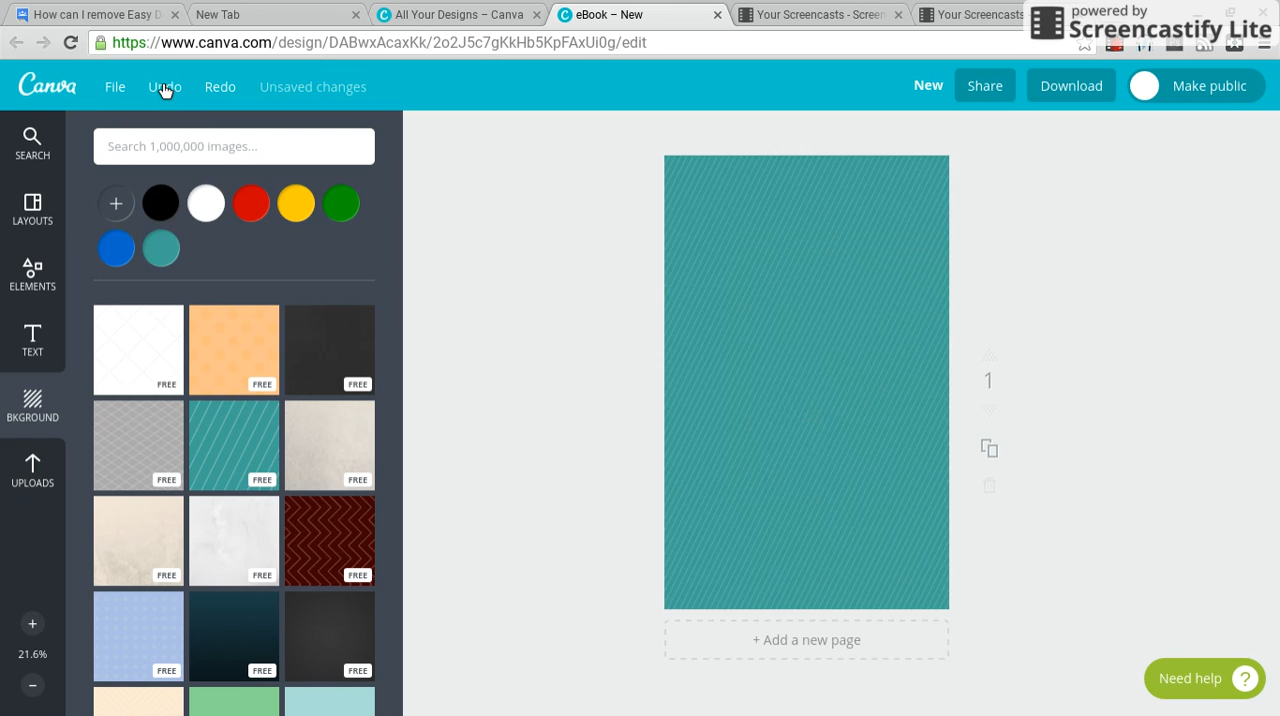 How can I remove Easy D
New Tab
All Your Designs – Canva
eBook – New
Your Screencasts - Screen
Your Screencasts
powered by
Screencastify Lite
https://www.canva.com/design/DABwxAcaxKk/2o2J5c7gKkHb5KpFAxUi0g/edit
Canva
File
Undo
Redo
Unsaved changes
New
Share
Download
Make public
SEARCH
LAYOUTS
ELEMENTS
TEXT
BKGROUND
UPLOADS
21.6%
Search 1,000,000 images...
FREE
FREE
FREE
FREE
FREE
FREE
FREE
FREE
FREE
FREE
FREE
FREE
1
+ Add a new page
Need help ?